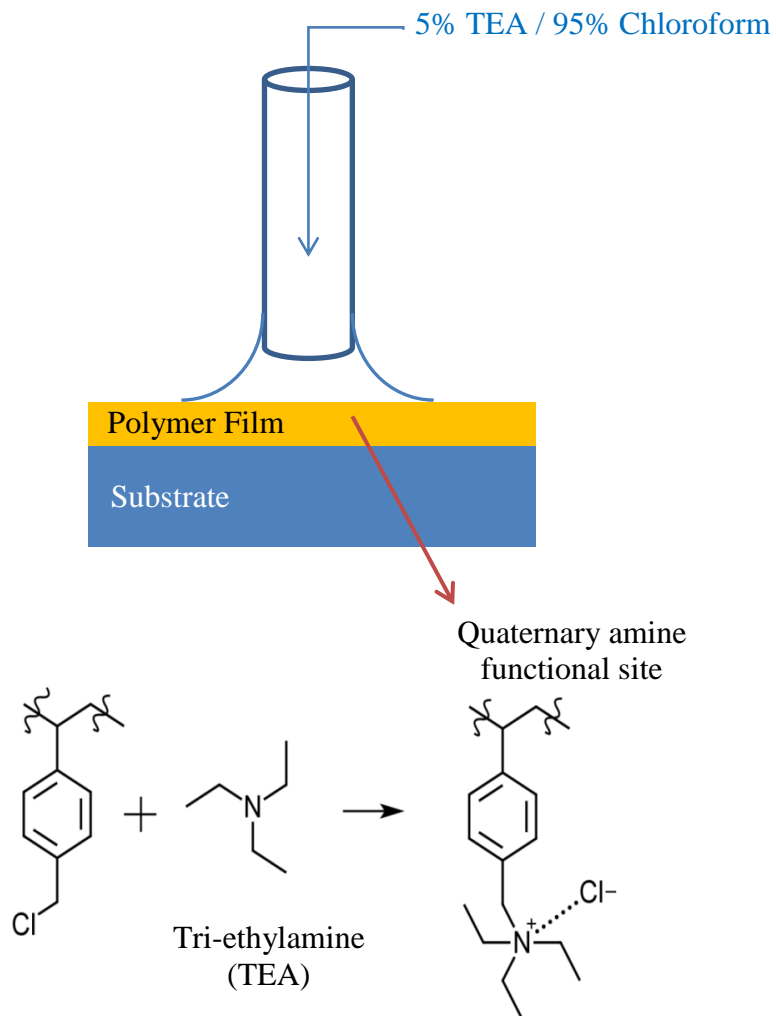 5% TEA / 95% Chloroform
Polymer Film
Substrate
Quaternary amine
functional site
N
Cl
Tri-ethylamine
(TEA)
Cl−
N+